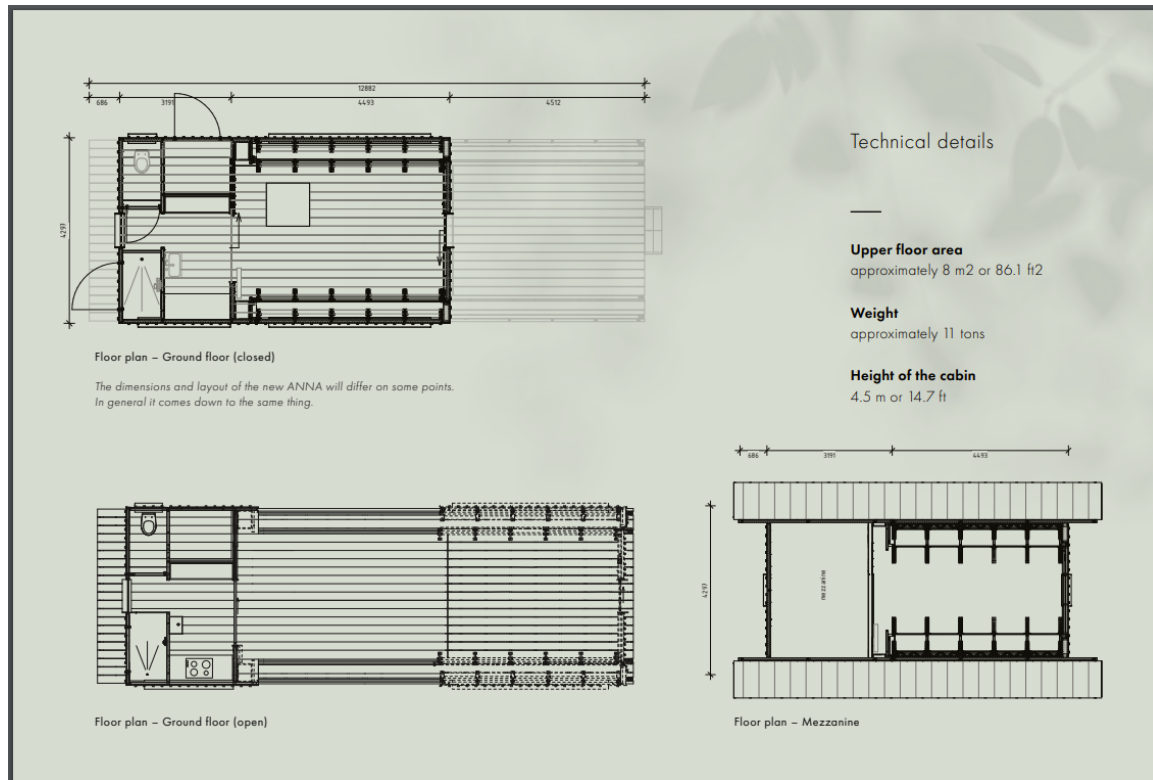 12882
686
3191
4493
4512
4297
Floor plan – Ground floor (closed)
The dimensions and layout of the new ANNA will differ on some points.
In general it comes down to the same thing.
Technical details
Upper floor area
approximately 8 m2 or 86.1 ft2
Weight
approximately 11 tons
Height of the cabin
4.5 m or 14.7 ft
Floor plan – Ground floor (open)
686
3191
4493
4297
mezzanine
Floor plan – Mezzanine